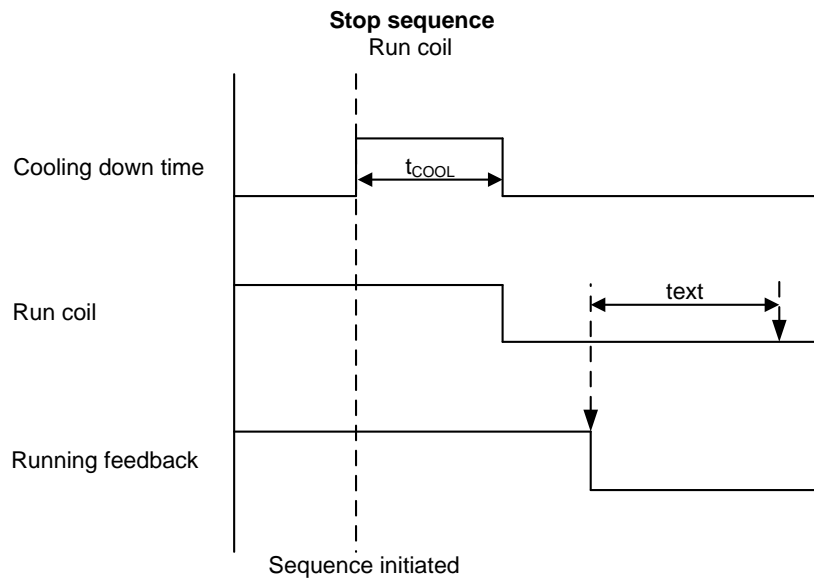 Stop sequence
Run coil
Cooling down time
tCOOL
text
Run coil
Running feedback
Sequence initiated